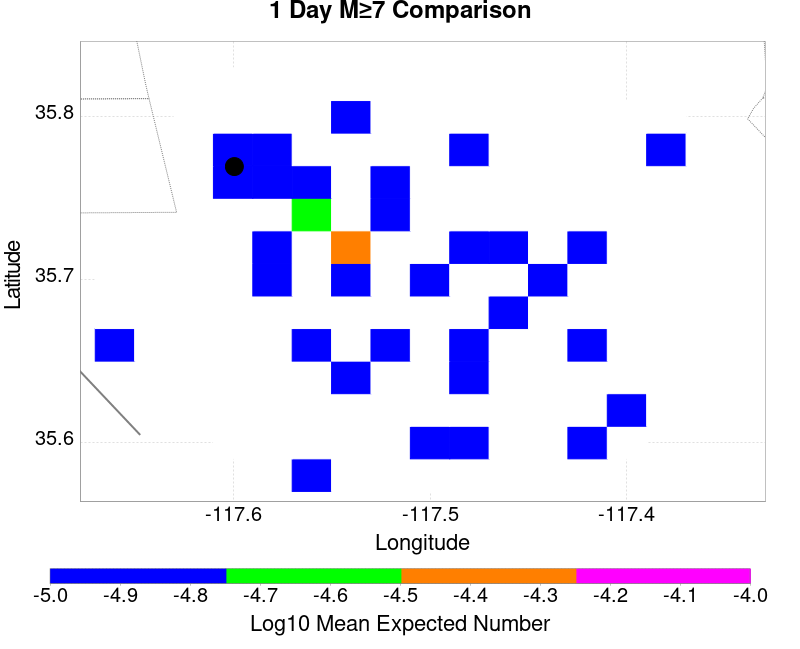 1 Day M≥7 Comparison
35.8
35.7
35.6
Latitude
-117.6 -117.5 -117.4
Longitude
-5.0 -4.9 -4.8 -4.7 -4.6 -4.5 -4.4 -4.3 -4.2 -4.1 -4.0
Log10 Mean Expected Number